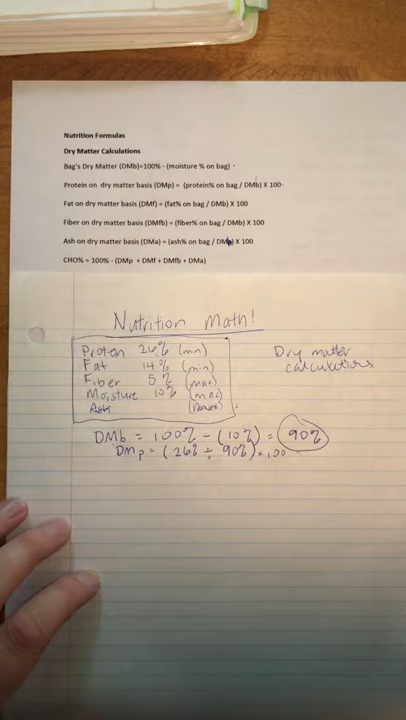 Nutrition Formulas
Dry Matter Calculations
Bag's Dry Matter (DMb)=100% - (moisture % on bag)
Protein on dry matter basis (DMp) = (protein% on bag / DMb) X 100
Fat on dry matter basis (DMf) = (fat% on bag / DMb) X 100
Fiber on dry matter basis (DMfb) = (fiber% on bag / DMb) X 100
Ash on dry matter basis (DMa) = (ash% on bag / DMb) X 100
CHO% = 100% - (DMp + DMf + DMfb + DMa)
Nutrition Math!
Protein 26% (min)
Fat 14% (min)
Fiber 5% (max)
Moisture 10% (max)
Ash
Dry matter
calculations
DMb = 100% - (10%) = 90%
DMp = (26% ÷ 90%) × 100